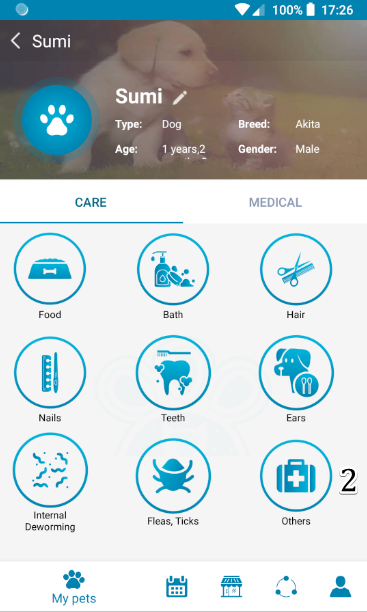 100% 17:26
Sumi
Sumi
Type: Dog Breed: Akita
Age: 1 years,2 Gender: Male
CARE MEDICAL
Food Bath Hair
Nails Teeth Ears
Internal
Deworming Fleas, Ticks Others
2
My pets